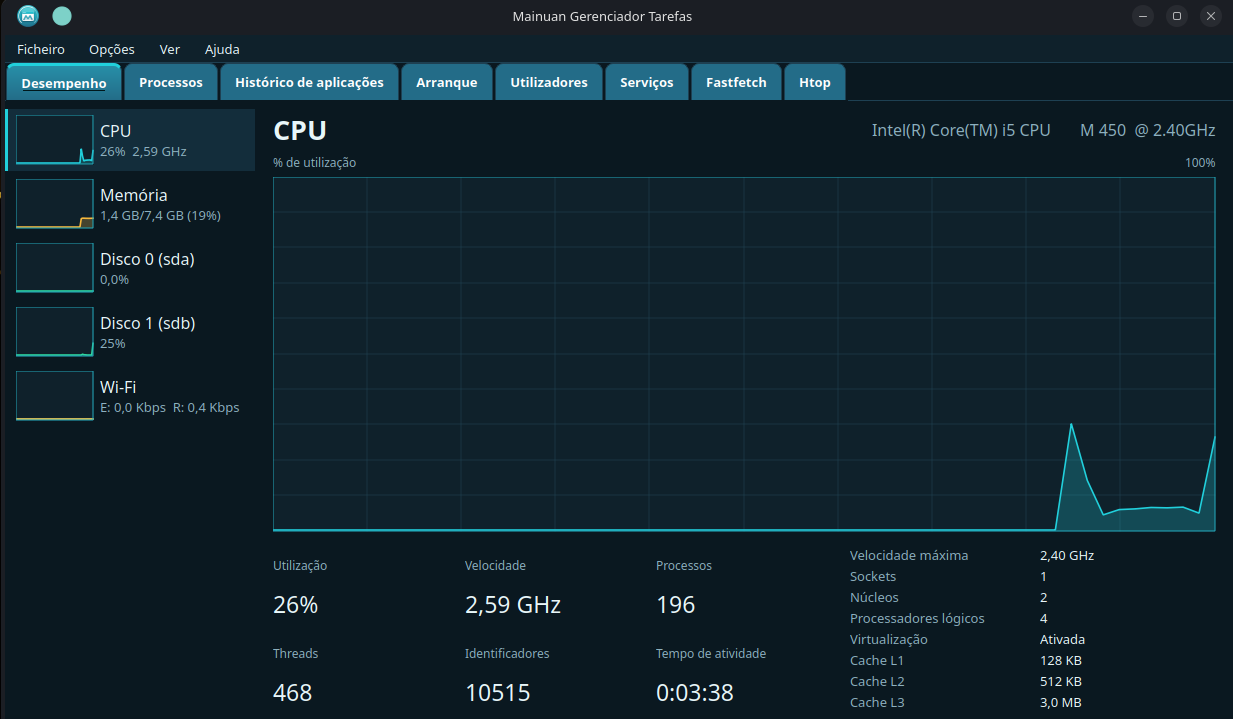 Mainuan Gerenciador Tarefas
Ficheiro Opções Ver Ajuda
Desempenho Processos Histórico de aplicações Arranque Utilizadores Serviços Fastfetch Htop
CPU
26% 2,59 GHz
Memória
1,4 GB/7,4 GB (19%)
Disco 0 (sda)
0,0%
Disco 1 (sdb)
25%
Wi-Fi
E: 0,0 Kbps R: 0,4 Kbps
CPU
Intel(R) Core(TM) i5 CPU M 450 @ 2.40GHz
% de utilização
100%
Utilização
26%
Velocidade
2,59 GHz
Processos
196
Threads
468
Identificadores
10515
Tempo de atividade
0:03:38
Velocidade máxima 2,40 GHz
Sockets 1
Núcleos 2
Processadores lógicos 4
Virtualização Ativada
Cache L1 128 KB
Cache L2 512 KB
Cache L3 3,0 MB